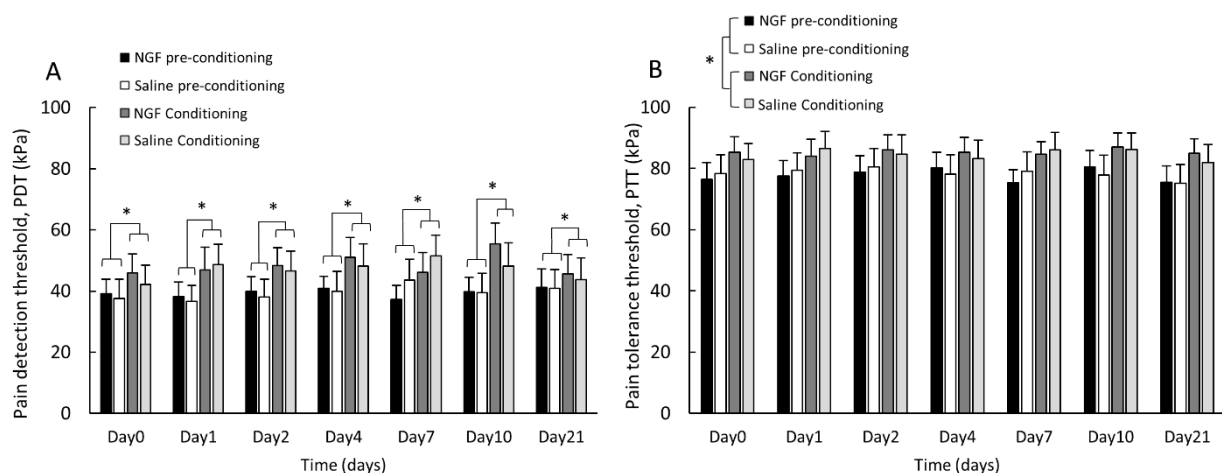 A
NGF pre-conditioning
Saline pre-conditioning
NGF Conditioning
Saline Conditioning
Pain detection threshold, PDT (kPa)
100
80
60
40
20
0
* * * * * * *
Day0 Day1 Day2 Day4 Day7 Day10 Day21
Time (days)
B
*
NGF pre-conditioning
Saline pre-conditioning
NGF Conditioning
Saline Conditioning
Pain tolerance threshold, PTT (kPa)
100
80
60
40
20
0
Day0 Day1 Day2 Day4 Day7 Day10 Day21
Time (days)